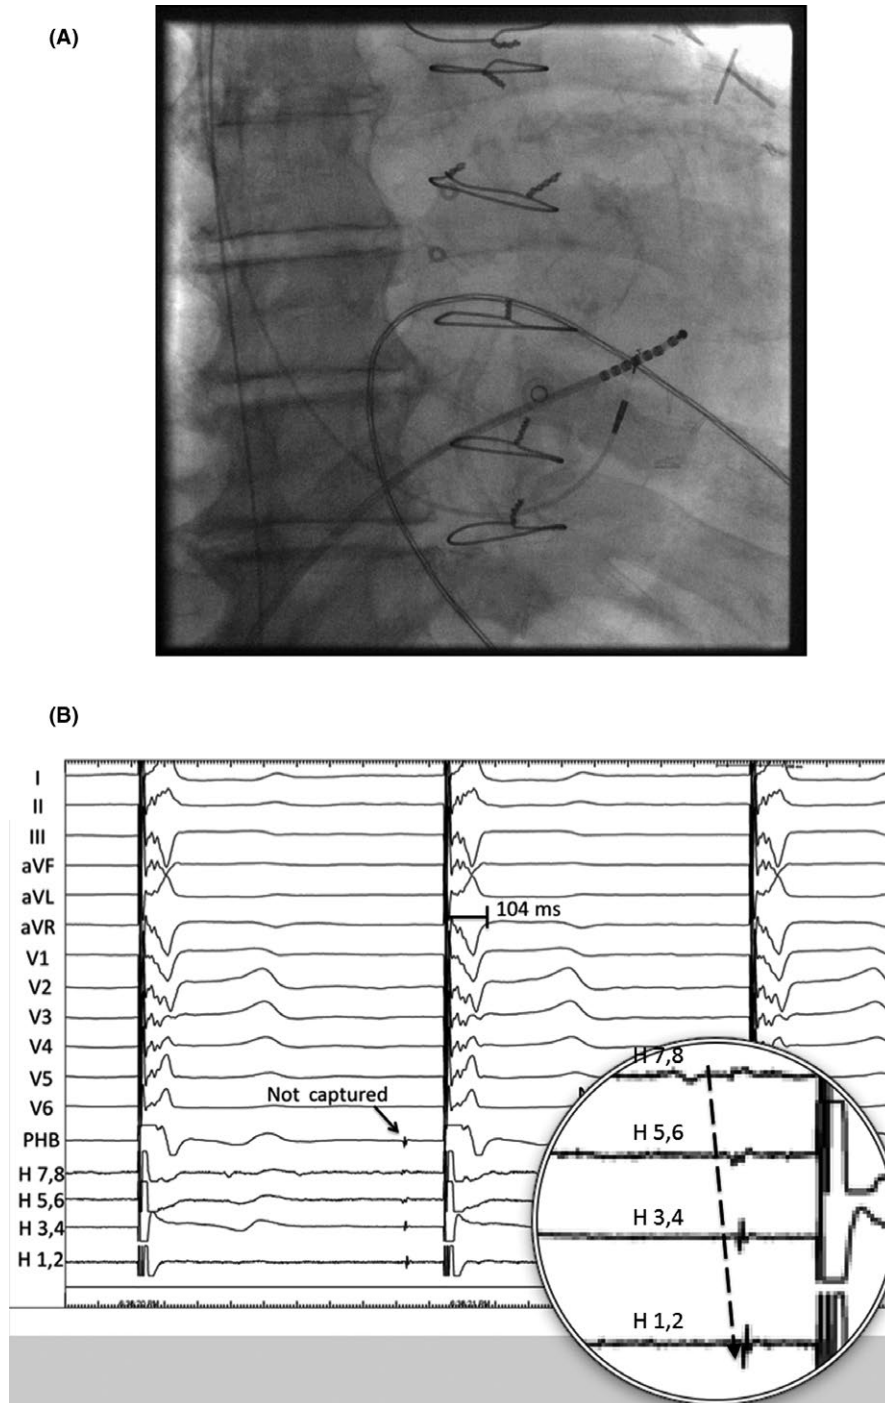 (A)
(B)
I
II
III
aVF
aVL
aVR
104 ms
V1
V2
V3
V4
V5
V6
Not captured
PHB
H 7,8
H 5,6
H 3,4
H 1,2
H 7,8
H 5,6
H 3,4
H 1,2